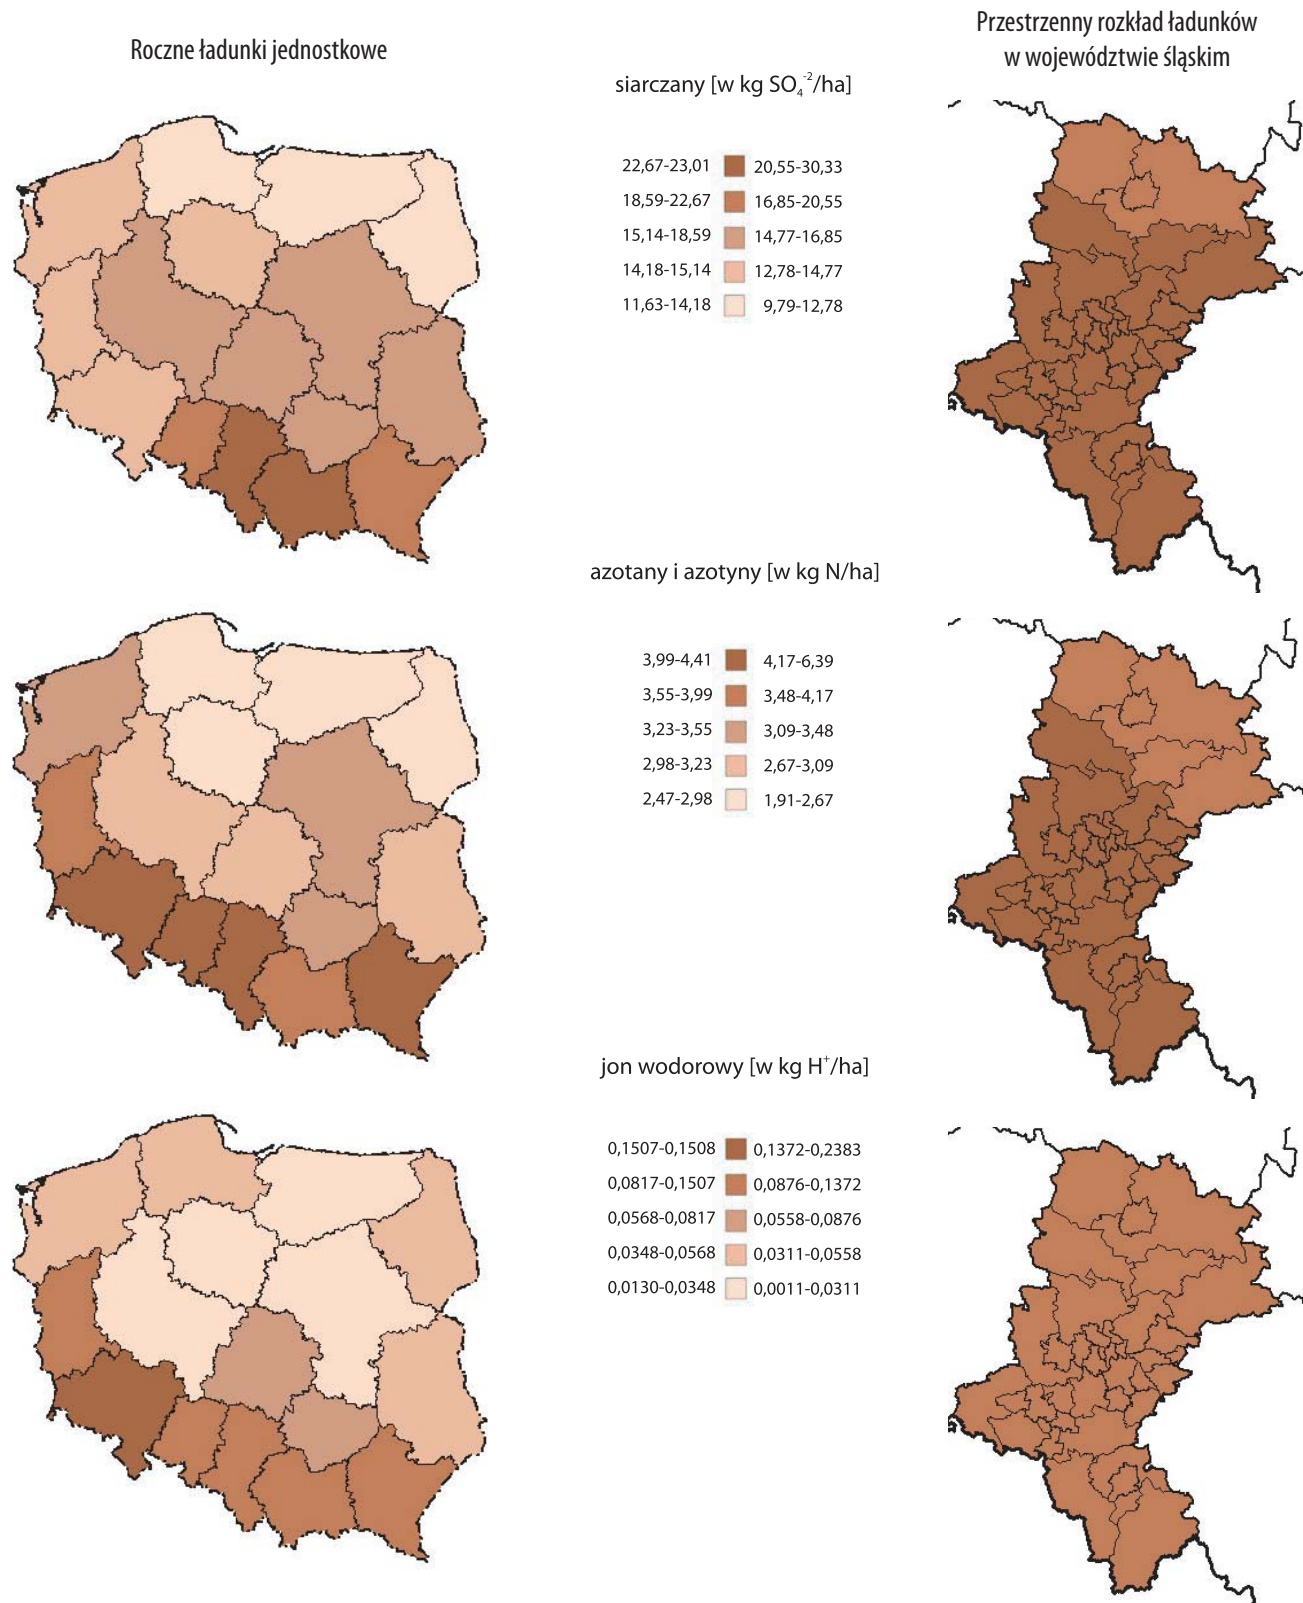 Roczne ładunki jednostkowe
Przestrzenny rozkład ładunków
w województwie śląskim
siarczany [w kg SO₄⁻²/ha]
22,67-23,01 20,55-30,33
18,59-22,67 16,85-20,55
15,14-18,59 14,77-16,85
14,18-15,14 12,78-14,77
11,63-14,18 9,79-12,78
azotany i azotyny [w kg N/ha]
3,99-4,41 4,17-6,39
3,55-3,99 3,48-4,17
3,23-3,55 3,09-3,48
2,98-3,23 2,67-3,09
2,47-2,98 1,91-2,67
jon wodorowy [w kg H⁺/ha]
0,1507-0,1508 0,1372-0,2383
0,0817-0,1507 0,0876-0,1372
0,0568-0,0817 0,0558-0,0876
0,0348-0,0568 0,0311-0,0558
0,0130-0,0348 0,0011-0,0311